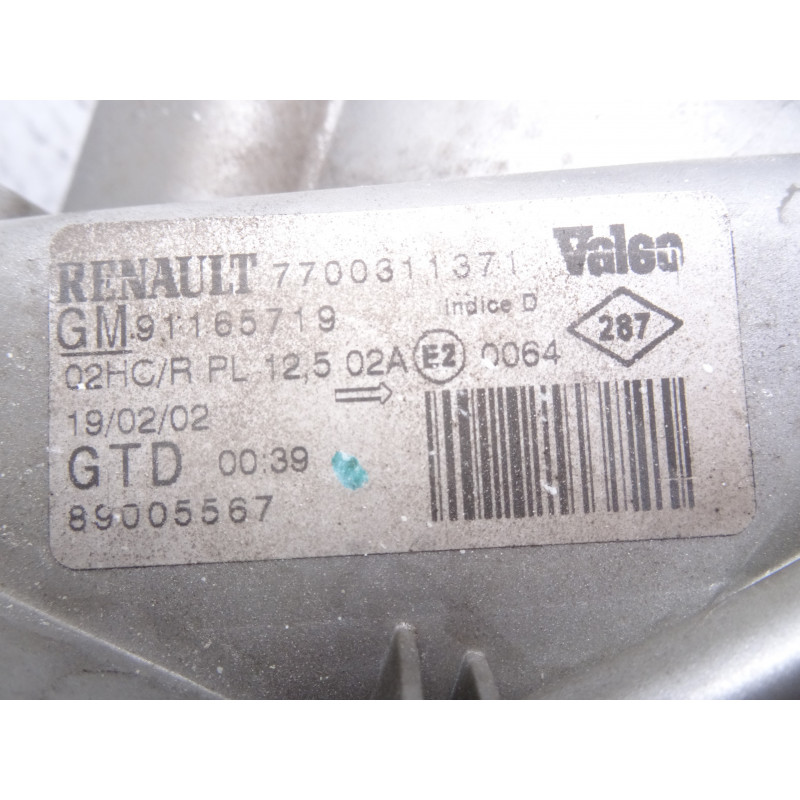 RENAULT 7700311371 Valeo
GM 91165719 Indice D 287
02HC/R PL 12,5 02A E2 0064
19/02/02
GTD 00:39
89005567